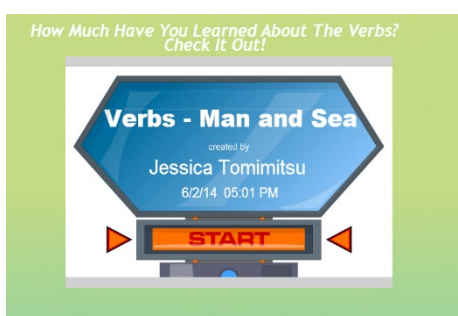 How Much Have You Learned About The Verbs?
Check It Out!
Verbs - Man and Sea
created by
Jessica Tomimitsu
6/2/14 05:01 PM
START